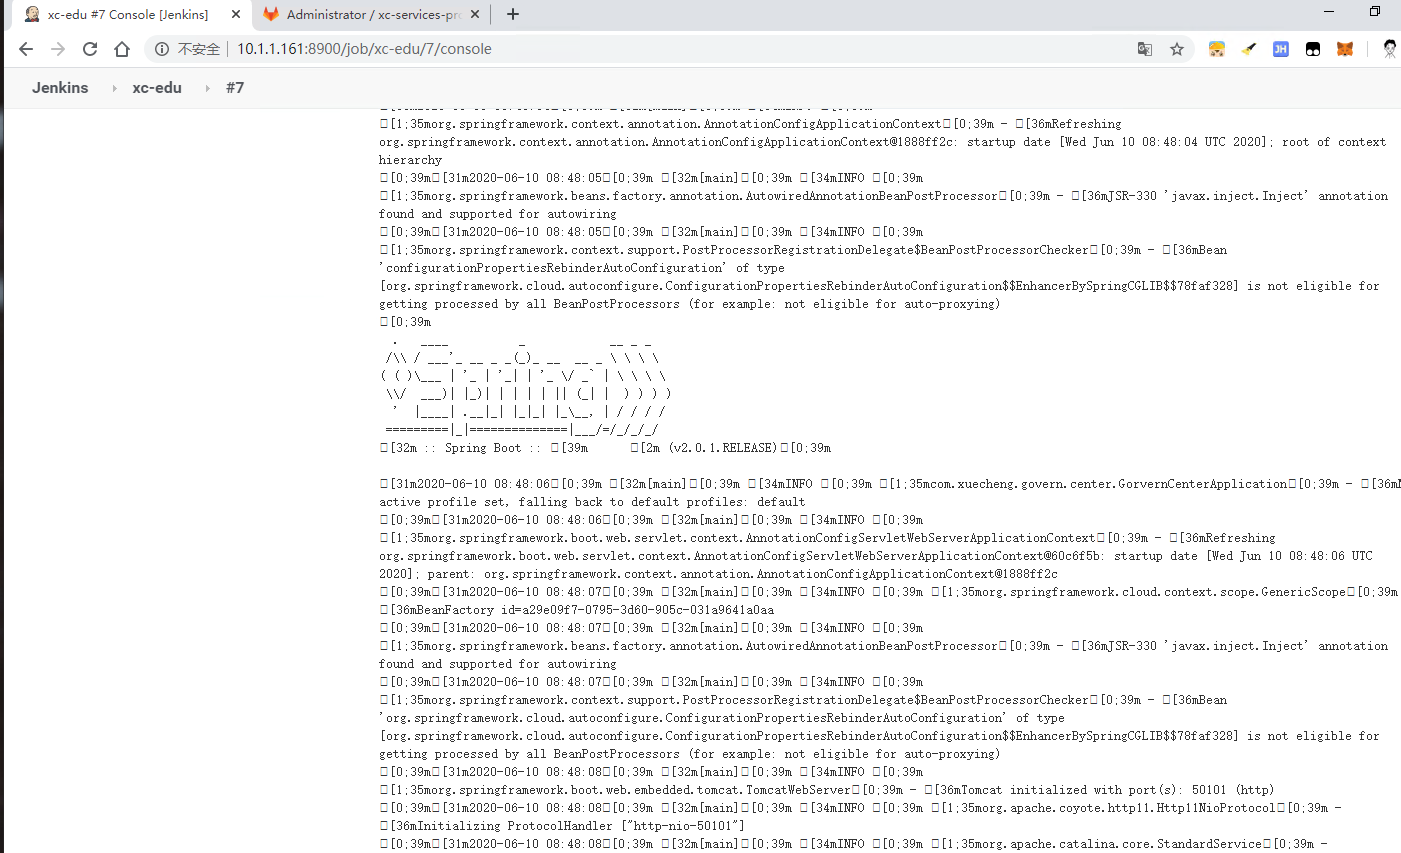 xc-edu #7 Console [Jenkins]
Administrator / xc-services-pro
不安全 | 10.1.1.161:8900/job/xc-edu/7/console
JH
Jenkins
xc-edu
#7
[1;35morg.springframework.context.annotation.AnnotationConfigApplicationContext [0;39m - [36mRefreshing
org.springframework.context.annotation.AnnotationConfigApplicationContext@1888ff2c: startup date [Wed Jun 10 08:48:04 UTC 2020]; root of context
hierarchy
[0;39m [31m2020-06-10 08:48:05 [0;39m [32m[main] [0;39m [34mINFO [0;39m
[1;35morg.springframework.beans.factory.annotation.AutowiredAnnotationBeanPostProcessor [0;39m - [36mJSR-330 'javax.inject.Inject' annotation
found and supported for autowiring
[0;39m [31m2020-06-10 08:48:05 [0;39m [32m[main] [0;39m [34mINFO [0;39m
[1;35morg.springframework.context.support.PostProcessorRegistrationDelegate$BeanPostProcessorChecker [0;39m - [36mBean
'configurationPropertiesRebinderAutoConfiguration' of type
[org.springframework.cloud.autoconfigure.ConfigurationPropertiesRebinderAutoConfiguration$$EnhancerBySpringCGLIB$$78faf328] is not eligible for
getting processed by all BeanPostProcessors (for example: not eligible for auto-proxying)
[0;39m
  .   ____          _            __ _ _
 /\\ / ___'_ __ _ _(_)_ __  __ _ \ \ \ \
( ( )\___ | '_ | '_| | '_ \/ _` | \ \ \ \
 \\/  ___)| |_)| | | | | || (_| |  ) ) ) )
  '  |____| .__|_| |_|_| |_\__, | / / / /
 =========|_|==============|___/=/_/_/_/
[32m :: Spring Boot :: [39m      [2m (v2.0.1.RELEASE) [0;39m
[31m2020-06-10 08:48:06 [0;39m [32m[main] [0;39m [34mINFO [0;39m [1;35mcom.xuecheng.govern.center.GorvernCenterApplication [0;39m - [36m
active profile set, falling back to default profiles: default
[0;39m [31m2020-06-10 08:48:06 [0;39m [32m[main] [0;39m [34mINFO [0;39m
[1;35morg.springframework.boot.web.servlet.context.AnnotationConfigServletWebServerApplicationContext [0;39m - [36mRefreshing
org.springframework.boot.web.servlet.context.AnnotationConfigServletWebServerApplicationContext@60c6f5b: startup date [Wed Jun 10 08:48:06 UTC
2020]; parent: org.springframework.context.annotation.AnnotationConfigApplicationContext@1888ff2c
[0;39m [31m2020-06-10 08:48:07 [0;39m [32m[main] [0;39m [34mINFO [0;39m [1;35morg.springframework.cloud.context.scope.GenericScope [0;39m
[36mBeanFactory id=a29e09f7-0795-3d60-905c-031a9641a0aa
[0;39m [31m2020-06-10 08:48:07 [0;39m [32m[main] [0;39m [34mINFO [0;39m
[1;35morg.springframework.beans.factory.annotation.AutowiredAnnotationBeanPostProcessor [0;39m - [36mJSR-330 'javax.inject.Inject' annotation
found and supported for autowiring
[0;39m [31m2020-06-10 08:48:07 [0;39m [32m[main] [0;39m [34mINFO [0;39m
[1;35morg.springframework.context.support.PostProcessorRegistrationDelegate$BeanPostProcessorChecker [0;39m - [36mBean
'org.springframework.cloud.autoconfigure.ConfigurationPropertiesRebinderAutoConfiguration' of type
[org.springframework.cloud.autoconfigure.ConfigurationPropertiesRebinderAutoConfiguration$$EnhancerBySpringCGLIB$$78faf328] is not eligible for
getting processed by all BeanPostProcessors (for example: not eligible for auto-proxying)
[0;39m [31m2020-06-10 08:48:08 [0;39m [32m[main] [0;39m [34mINFO [0;39m
[1;35morg.springframework.boot.web.embedded.tomcat.TomcatWebServer [0;39m - [36mTomcat initialized with port(s): 50101 (http)
[0;39m [31m2020-06-10 08:48:08 [0;39m [32m[main] [0;39m [34mINFO [0;39m [1;35morg.apache.coyote.http11.Http11NioProtocol [0;39m -
[36mInitializing ProtocolHandler ["http-nio-50101"]
[0;39m [31m2020-06-10 08:48:08 [0;39m [32m[main] [0;39m [34mINFO [0;39m [1;35morg.apache.catalina.core.StandardService [0;39m -